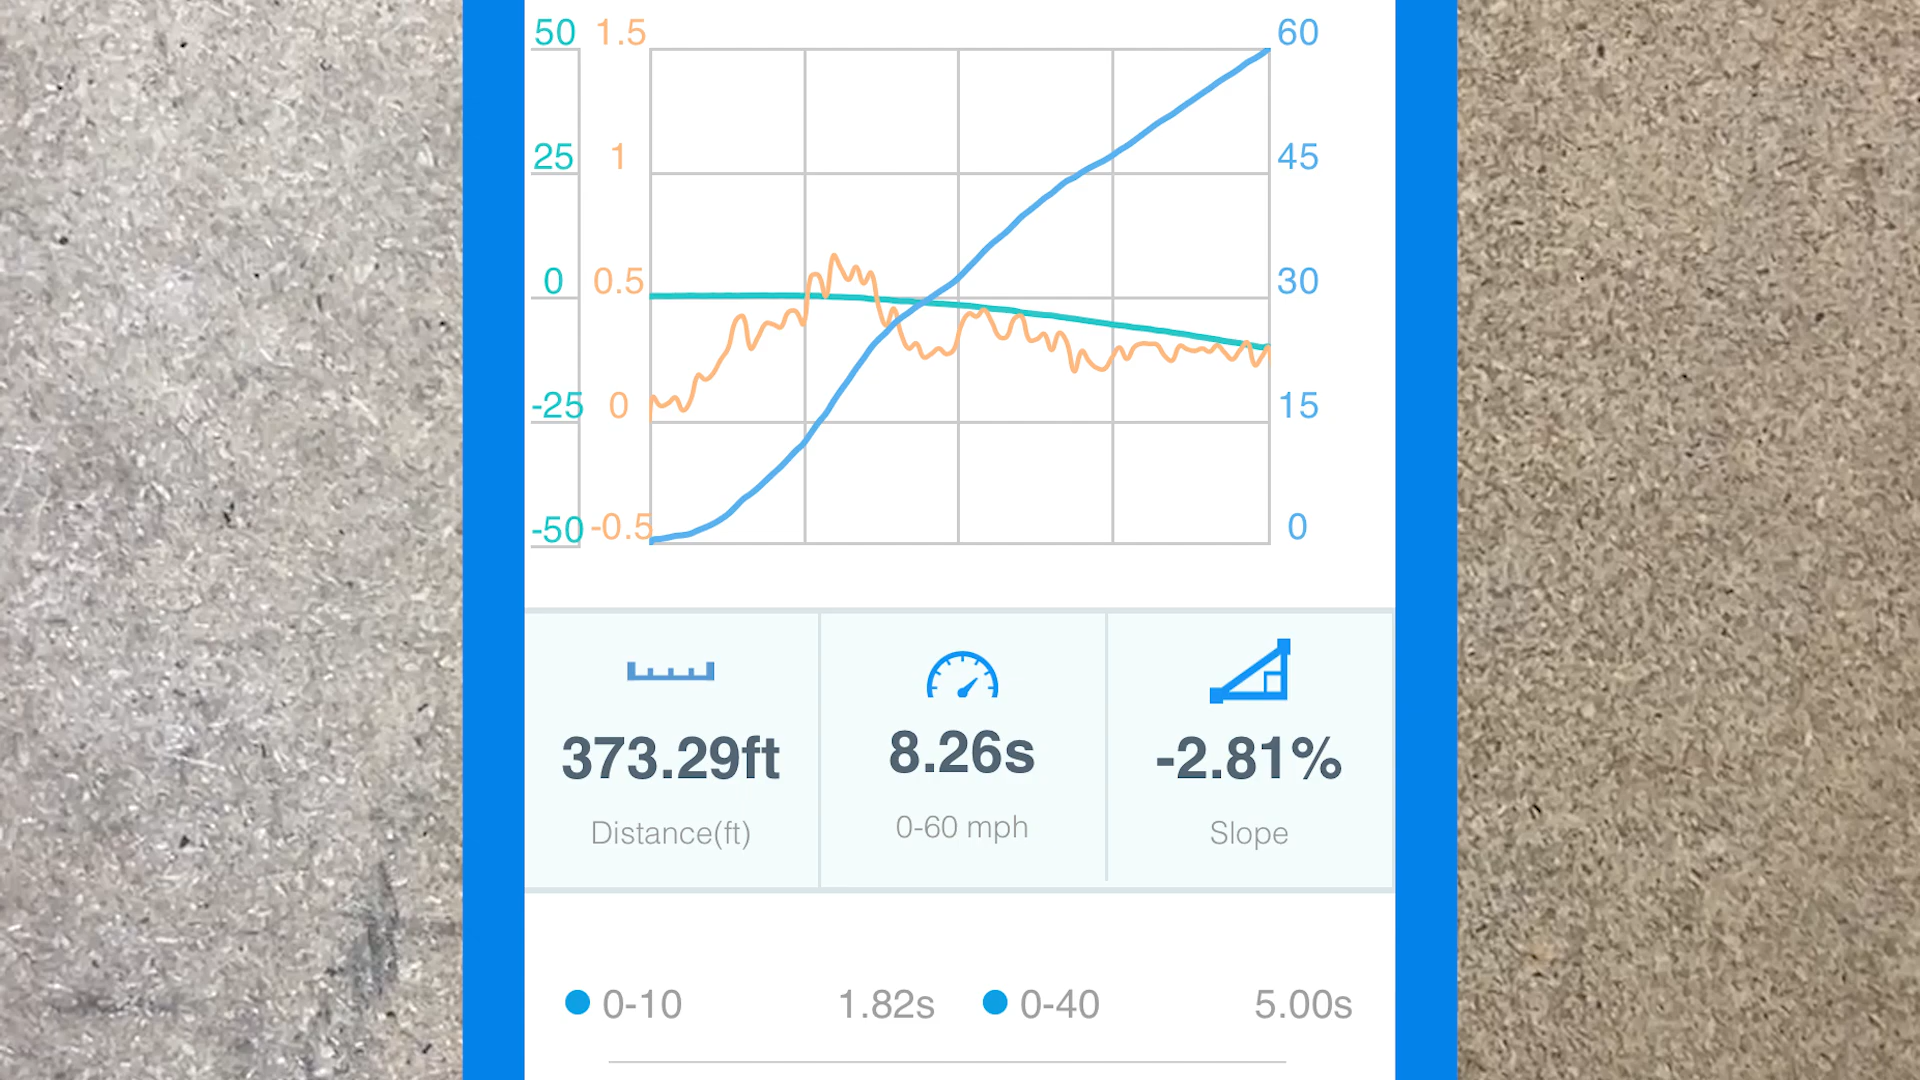 50 1.5 60
25 1 45
0 0.5 30
-25 0 15
-50 -0.5 0
373.29ft 8.26s -2.81%
Distance(ft) 0-60 mph Slope
0-10 1.82s 0-40 5.00s